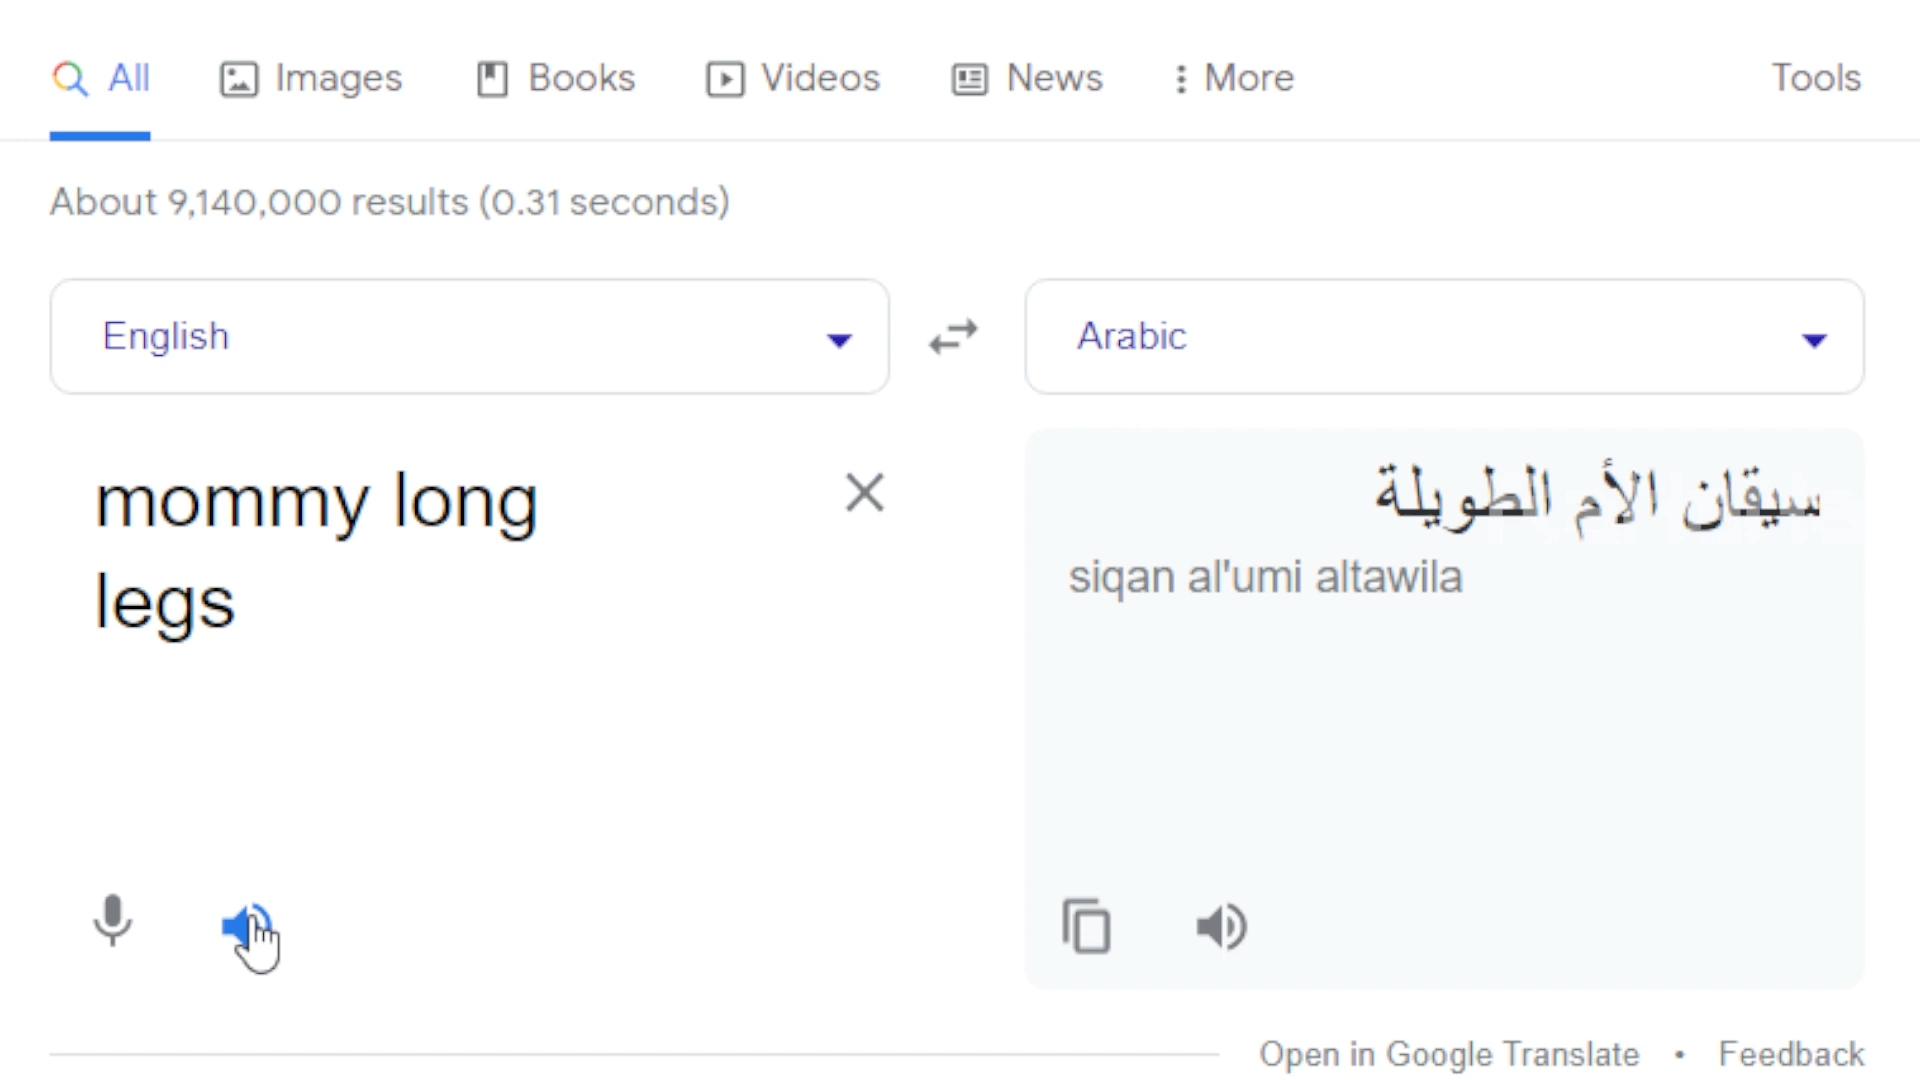 All Images Books Videos News More Tools
About 9,140,000 results (0.31 seconds)
English Arabic
mommy long
legs
سيقان الأم الطويلة
siqan al'umi altawila
Open in Google Translate • Feedback